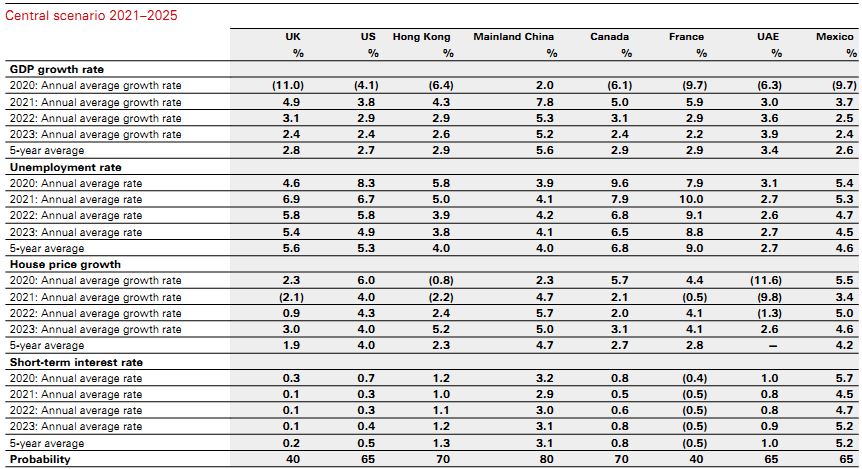 Central scenario 2021–2025
UK US Hong Kong Mainland China Canada France UAE Mexico
% % % % % % % %
GDP growth rate
2020: Annual average growth rate (11.0) (4.1) (6.4) 2.0 (6.1) (9.7) (6.3) (9.7)
2021: Annual average growth rate 4.9 3.8 4.3 7.8 5.0 5.9 3.0 3.7
2022: Annual average growth rate 3.1 2.9 2.9 5.3 3.1 2.9 3.6 2.5
2023: Annual average growth rate 2.4 2.4 2.6 5.2 2.4 2.2 3.9 2.4
5-year average 2.8 2.7 2.9 5.6 2.9 2.9 3.4 2.6
Unemployment rate
2020: Annual average rate 4.6 8.3 5.8 3.9 9.6 7.9 3.1 5.4
2021: Annual average rate 6.9 6.7 5.0 4.1 7.9 10.0 2.7 5.3
2022: Annual average rate 5.8 5.8 3.9 4.2 6.8 9.1 2.6 4.7
2023: Annual average rate 5.4 4.9 3.8 4.1 6.5 8.8 2.7 4.5
5-year average 5.6 5.3 4.0 4.0 6.8 9.0 2.7 4.6
House price growth
2020: Annual average growth rate 2.3 6.0 (0.8) 2.3 5.7 4.4 (11.6) 5.5
2021: Annual average growth rate (2.1) 4.0 (2.2) 4.7 2.1 (0.5) (9.8) 3.4
2022: Annual average growth rate 0.9 4.3 2.4 5.7 2.0 4.1 (1.3) 5.0
2023: Annual average growth rate 3.0 4.0 5.2 5.0 3.1 4.1 2.6 4.6
5-year average 1.9 4.0 2.3 4.7 2.7 2.8 – 4.2
Short-term interest rate
2020: Annual average rate 0.3 0.7 1.2 3.2 0.8 (0.4) 1.0 5.7
2021: Annual average rate 0.1 0.3 1.0 2.9 0.5 (0.5) 0.8 4.5
2022: Annual average rate 0.1 0.3 1.1 3.0 0.6 (0.5) 0.8 4.7
2023: Annual average rate 0.1 0.4 1.2 3.1 0.8 (0.5) 0.9 5.2
5-year average 0.2 0.5 1.3 3.1 0.8 (0.5) 1.0 5.2
Probability 40 65 70 80 70 40 65 65